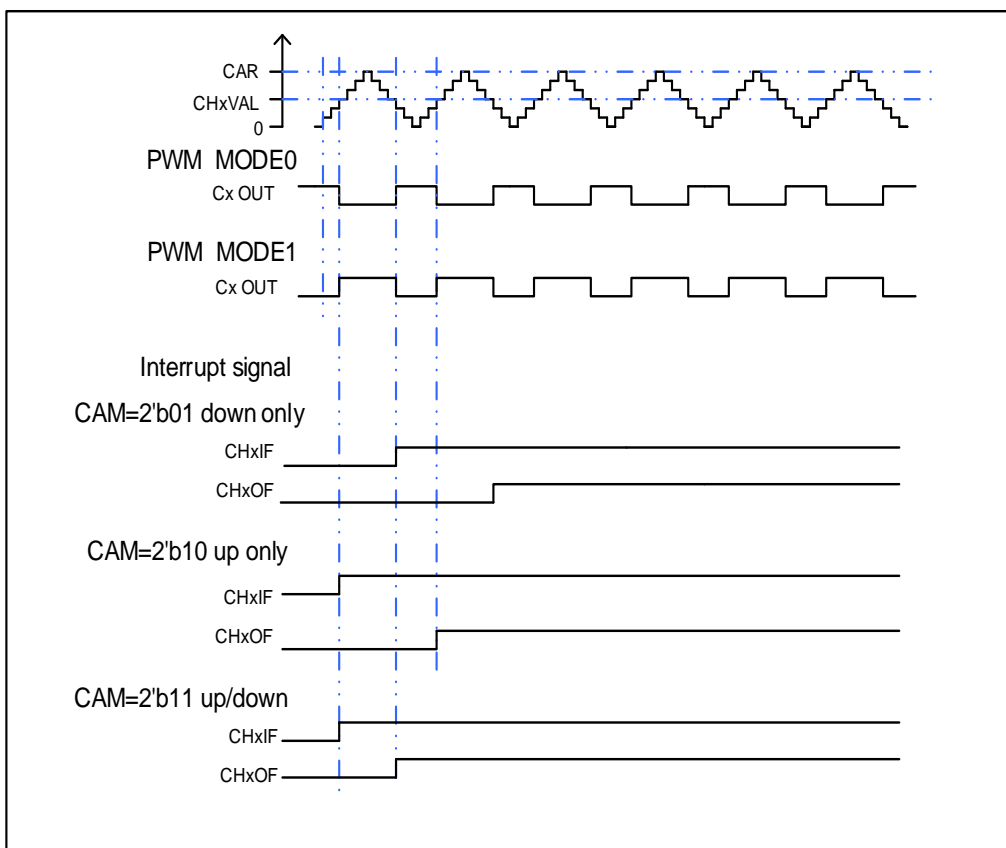 CAR
CHxVAL
0
PWM MODE0
Cx OUT
PWM MODE1
Cx OUT
Interrupt signal
CAM=2'b01 down only
CHxIF
CHxOF
CAM=2'b10 up only
CHxIF
CHxOF
CAM=2'b11 up/down
CHxIF
CHxOF